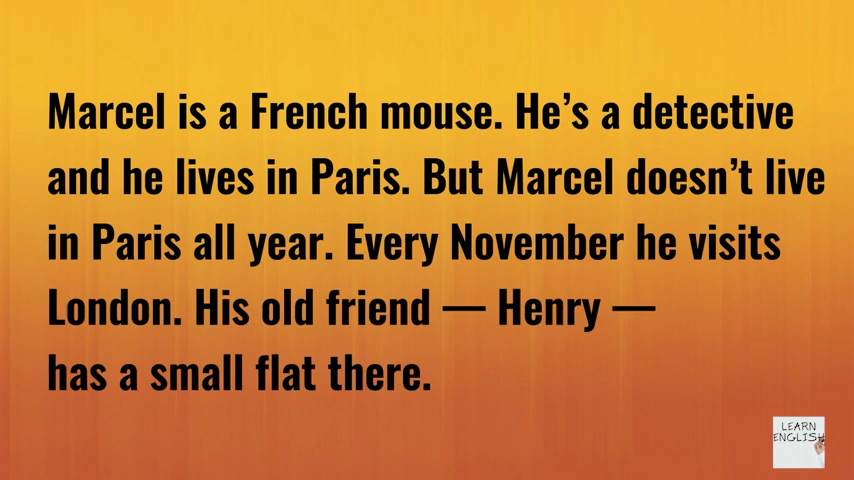 Marcel is a French mouse. He’s a detective
and he lives in Paris. But Marcel doesn’t live
in Paris all year. Every November he visits
London. His old friend — Henry —
has a small flat there.
LEARN
ENGLISH